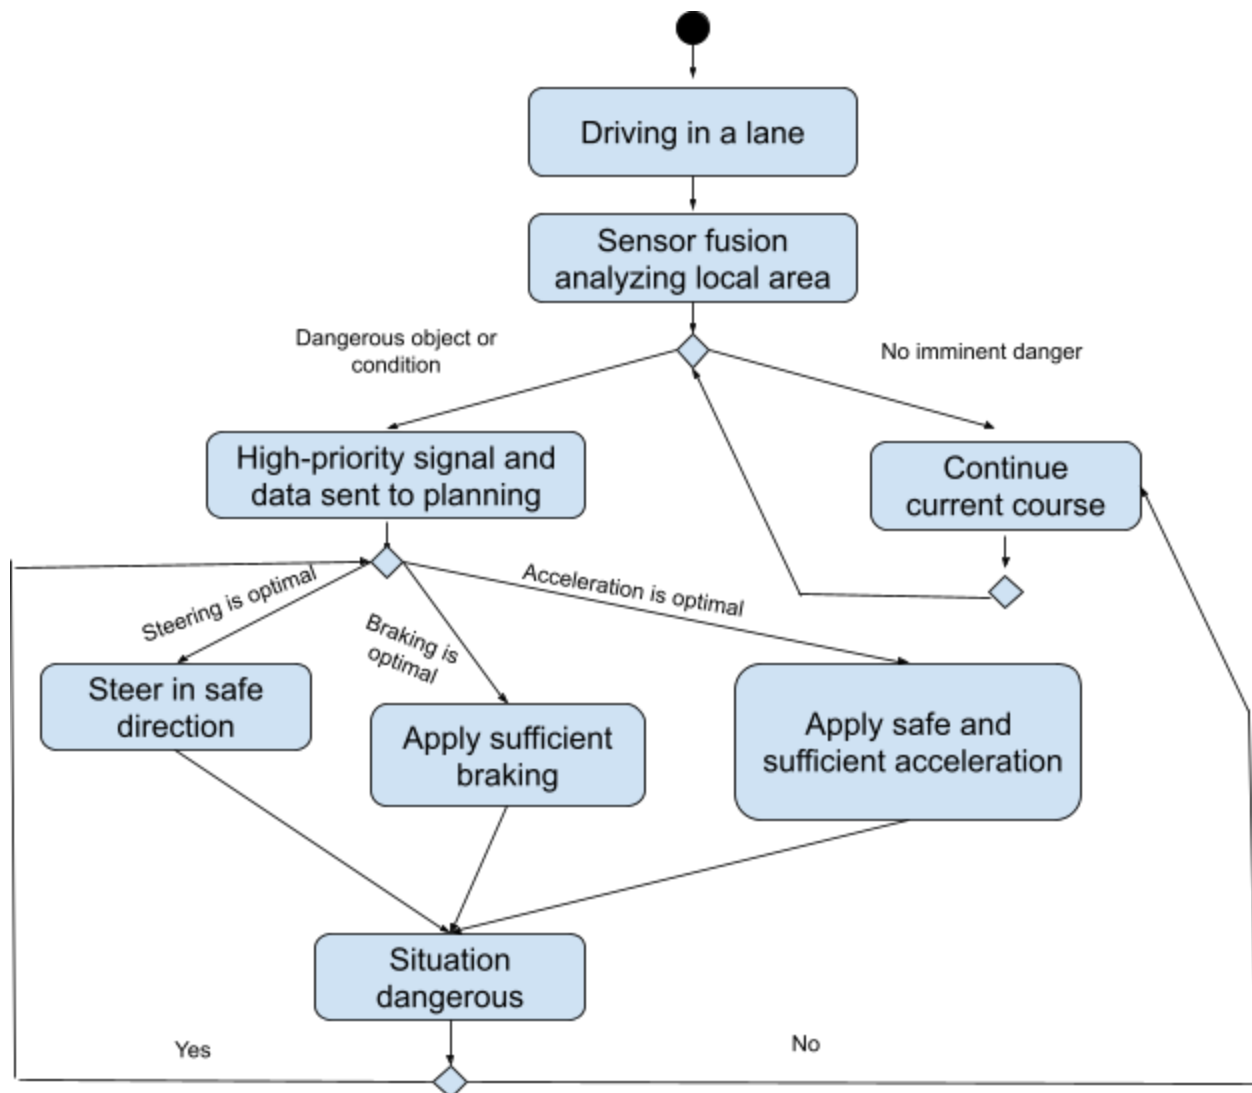 Driving in a lane
Sensor fusion
analyzing local area
Dangerous object or
condition
No imminent danger
High-priority signal and
data sent to planning
Continue
current course
Steering is optimal
Braking is
optimal
Acceleration is optimal
Steer in safe
direction
Apply sufficient
braking
Apply safe and
sufficient acceleration
Situation
dangerous
Yes
No